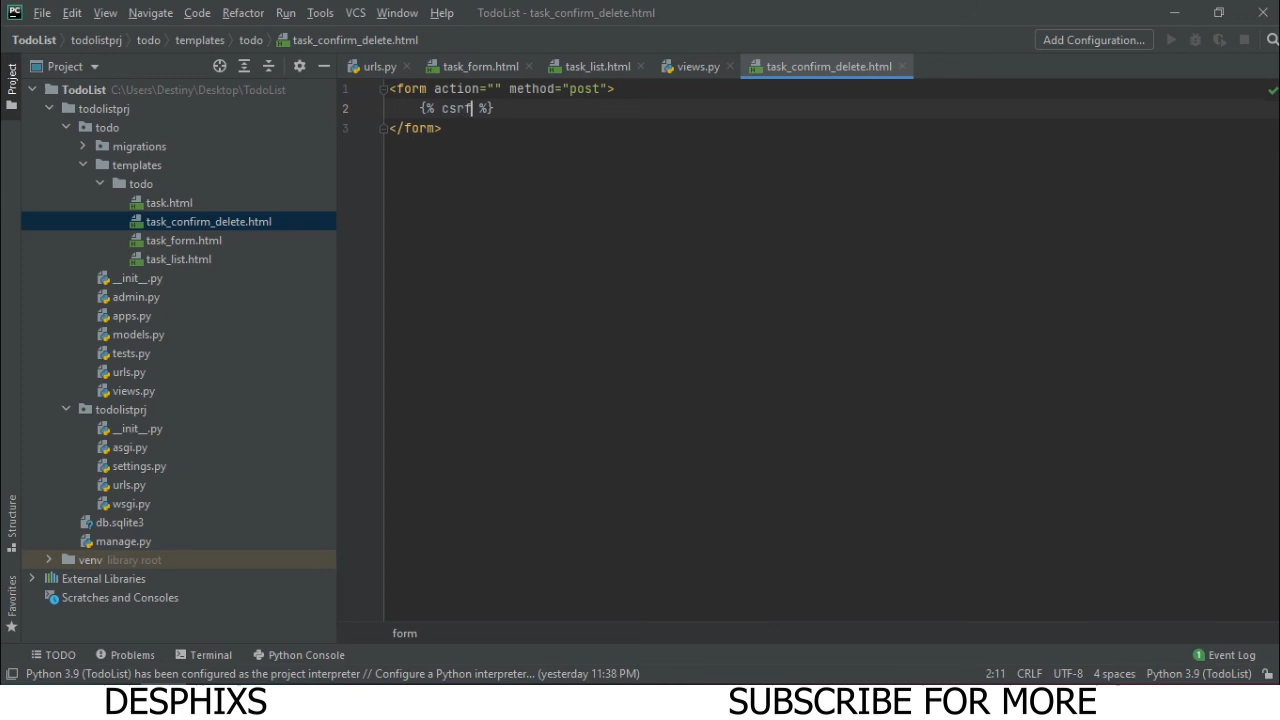 PC File Edit View Navigate Code Refactor Run Tools VCS Window Help TodoList - task_confirm_delete.html
TodoList todolistprj todo templates todo task_confirm_delete.html Add Configuration...
Project
Project
urls.py task_form.html task_list.html views.py task_confirm_delete.html
TodoList C:\Users\Destiny\Desktop\TodoList
todolistprj
todo
migrations
templates
todo
task.html
task_confirm_delete.html
task_form.html
task_list.html
__init__.py
admin.py
apps.py
models.py
tests.py
urls.py
views.py
todolistprj
__init__.py
asgi.py
settings.py
urls.py
wsgi.py
db.sqlite3
manage.py
venv library root
External Libraries
Scratches and Consoles
1 <form action="" method="post">
2 {% csrf %}
3 </form>
Structure
Favorites
form
TODO Problems Terminal Python Console 1 Event Log
Python 3.9 (TodoList) has been configured as the project interpreter // Configure a Python interpreter... (yesterday 11:38 PM) 2:11 CRLF UTF-8 4 spaces Python 3.9 (TodoList)
DESPHIXS SUBSCRIBE FOR MORE